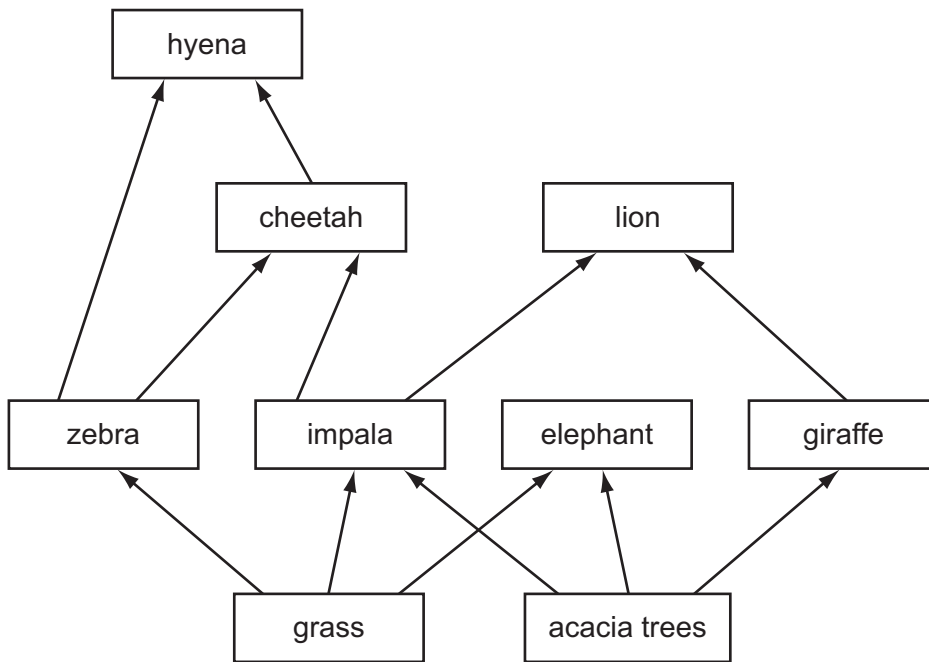 hyena
cheetah
lion
zebra
impala
elephant
giraffe
grass
acacia trees